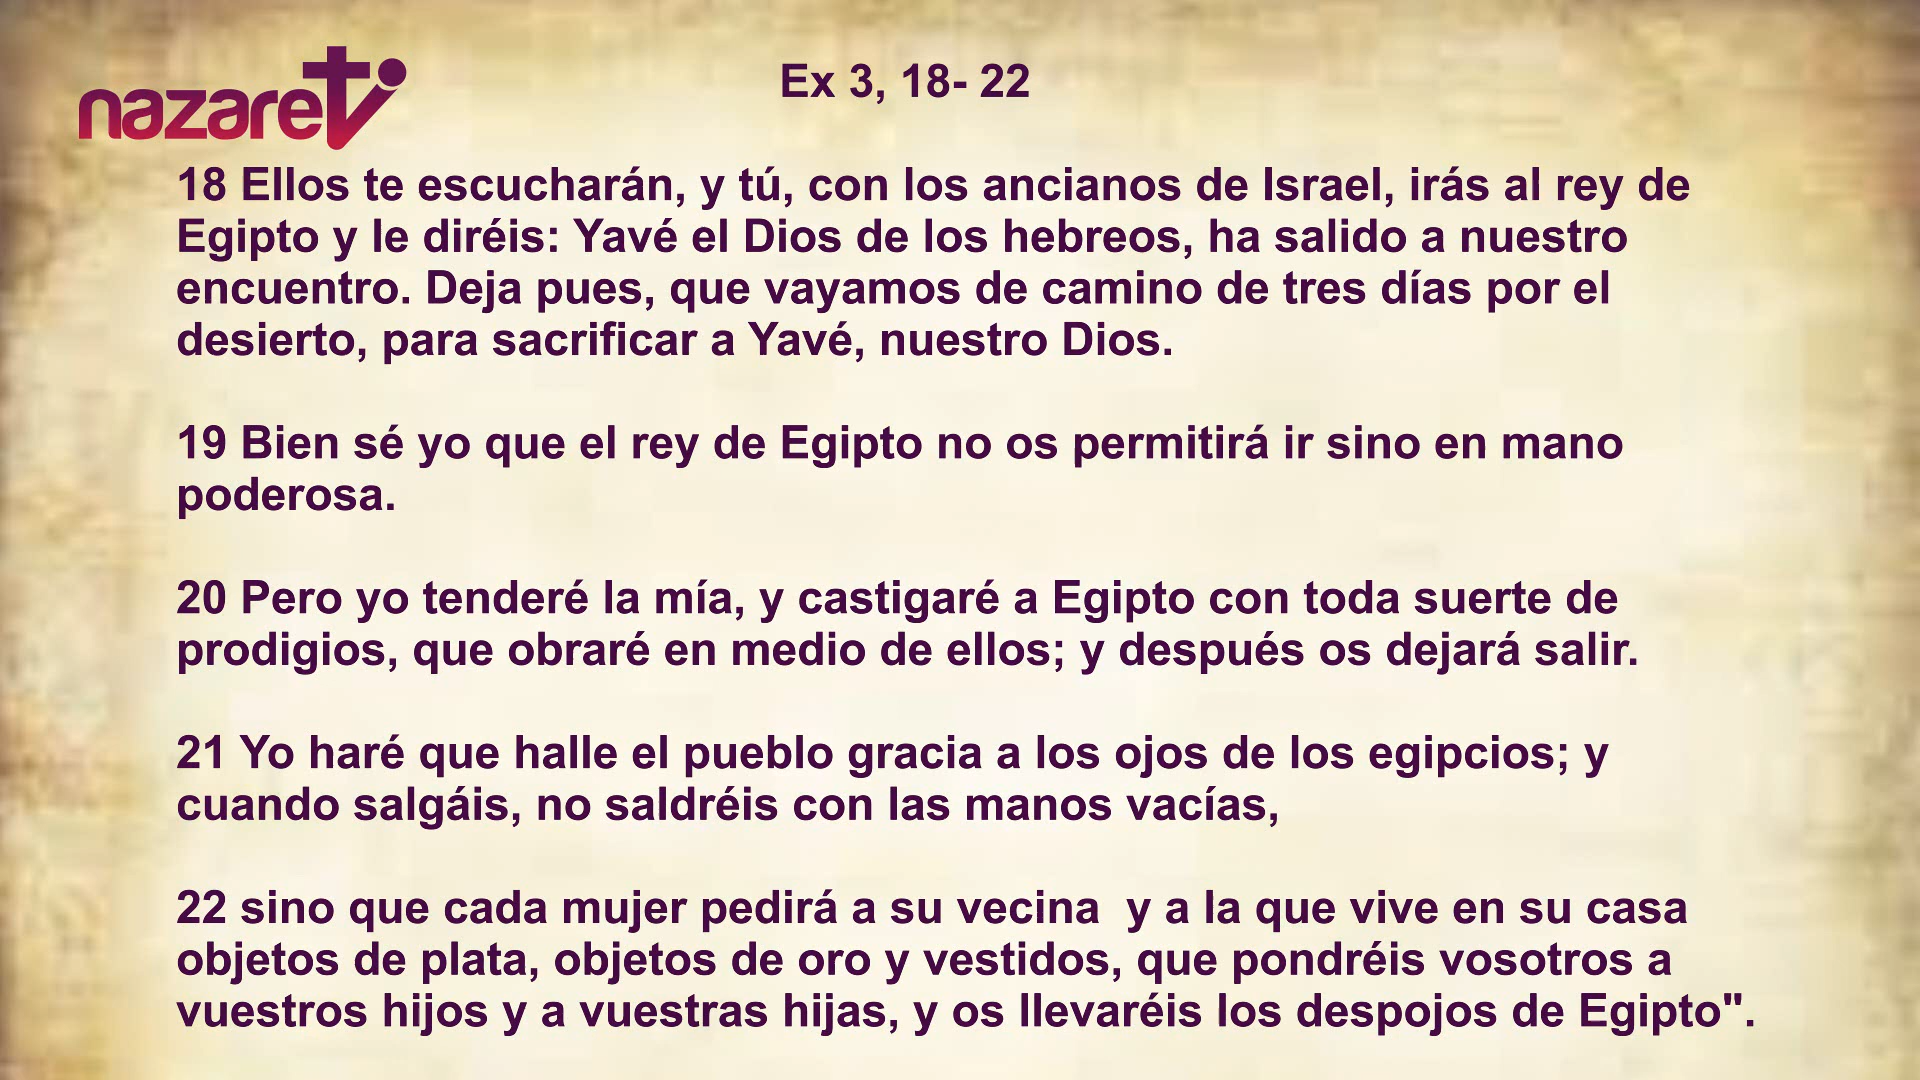 nazaretv
Ex 3, 18- 22
18 Ellos te escucharán, y tú, con los ancianos de Israel, irás al rey de
Egipto y le diréis: Yavé el Dios de los hebreos, ha salido a nuestro
encuentro. Deja pues, que vayamos de camino de tres días por el
desierto, para sacrificar a Yavé, nuestro Dios.
19 Bien sé yo que el rey de Egipto no os permitirá ir sino en mano
poderosa.
20 Pero yo tenderé la mía, y castigaré a Egipto con toda suerte de
prodigios, que obraré en medio de ellos; y después os dejará salir.
21 Yo haré que halle el pueblo gracia a los ojos de los egipcios; y
cuando salgáis, no saldréis con las manos vacías,
22 sino que cada mujer pedirá a su vecina  y a la que vive en su casa
objetos de plata, objetos de oro y vestidos, que pondréis vosotros a
vuestros hijos y a vuestras hijas, y os llevaréis los despojos de Egipto".